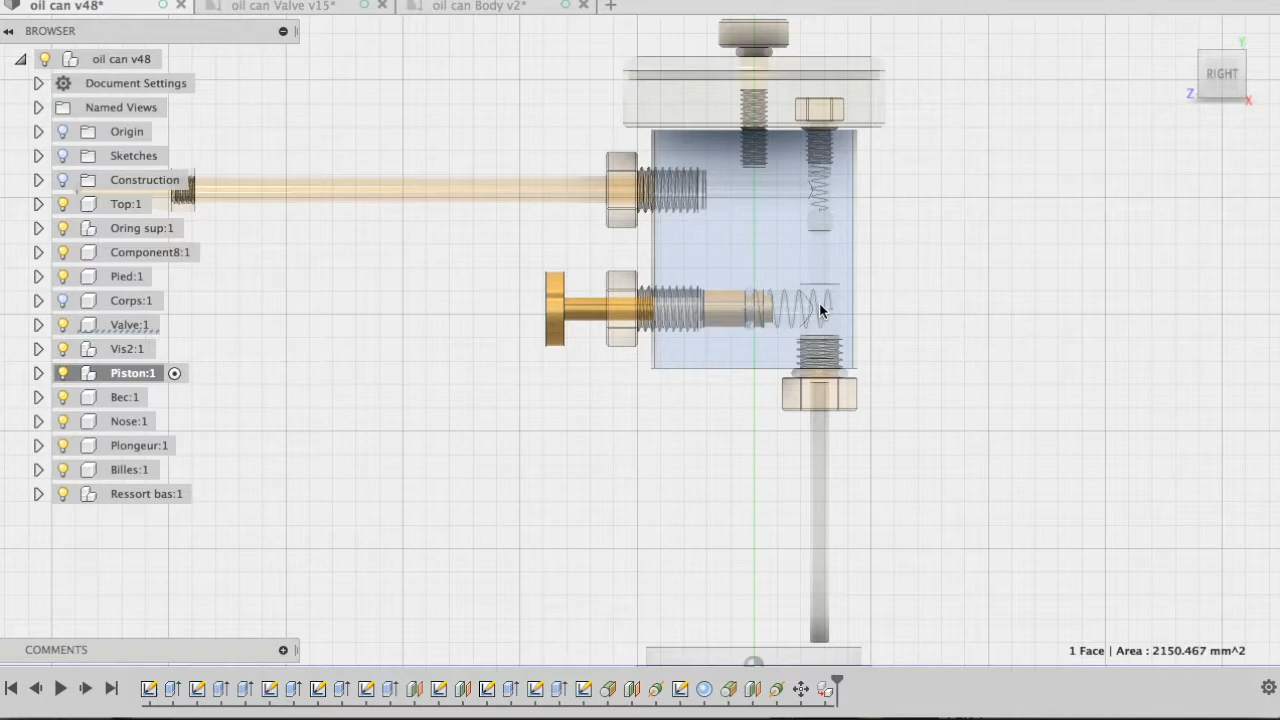 oil can v48*
oil can Valve v15*
oil can Body v2*
BROWSER
oil can v48
Document Settings
Named Views
Origin
Sketches
Construction
Top:1
Oring sup:1
Component8:1
Pied:1
Corps:1
Valve:1
Vis2:1
Piston:1
Bec:1
Nose:1
Plongeur:1
Billes:1
Ressort bas:1
Y
RIGHT
Z
X
COMMENTS
1 Face | Area : 2150.467 mm^2